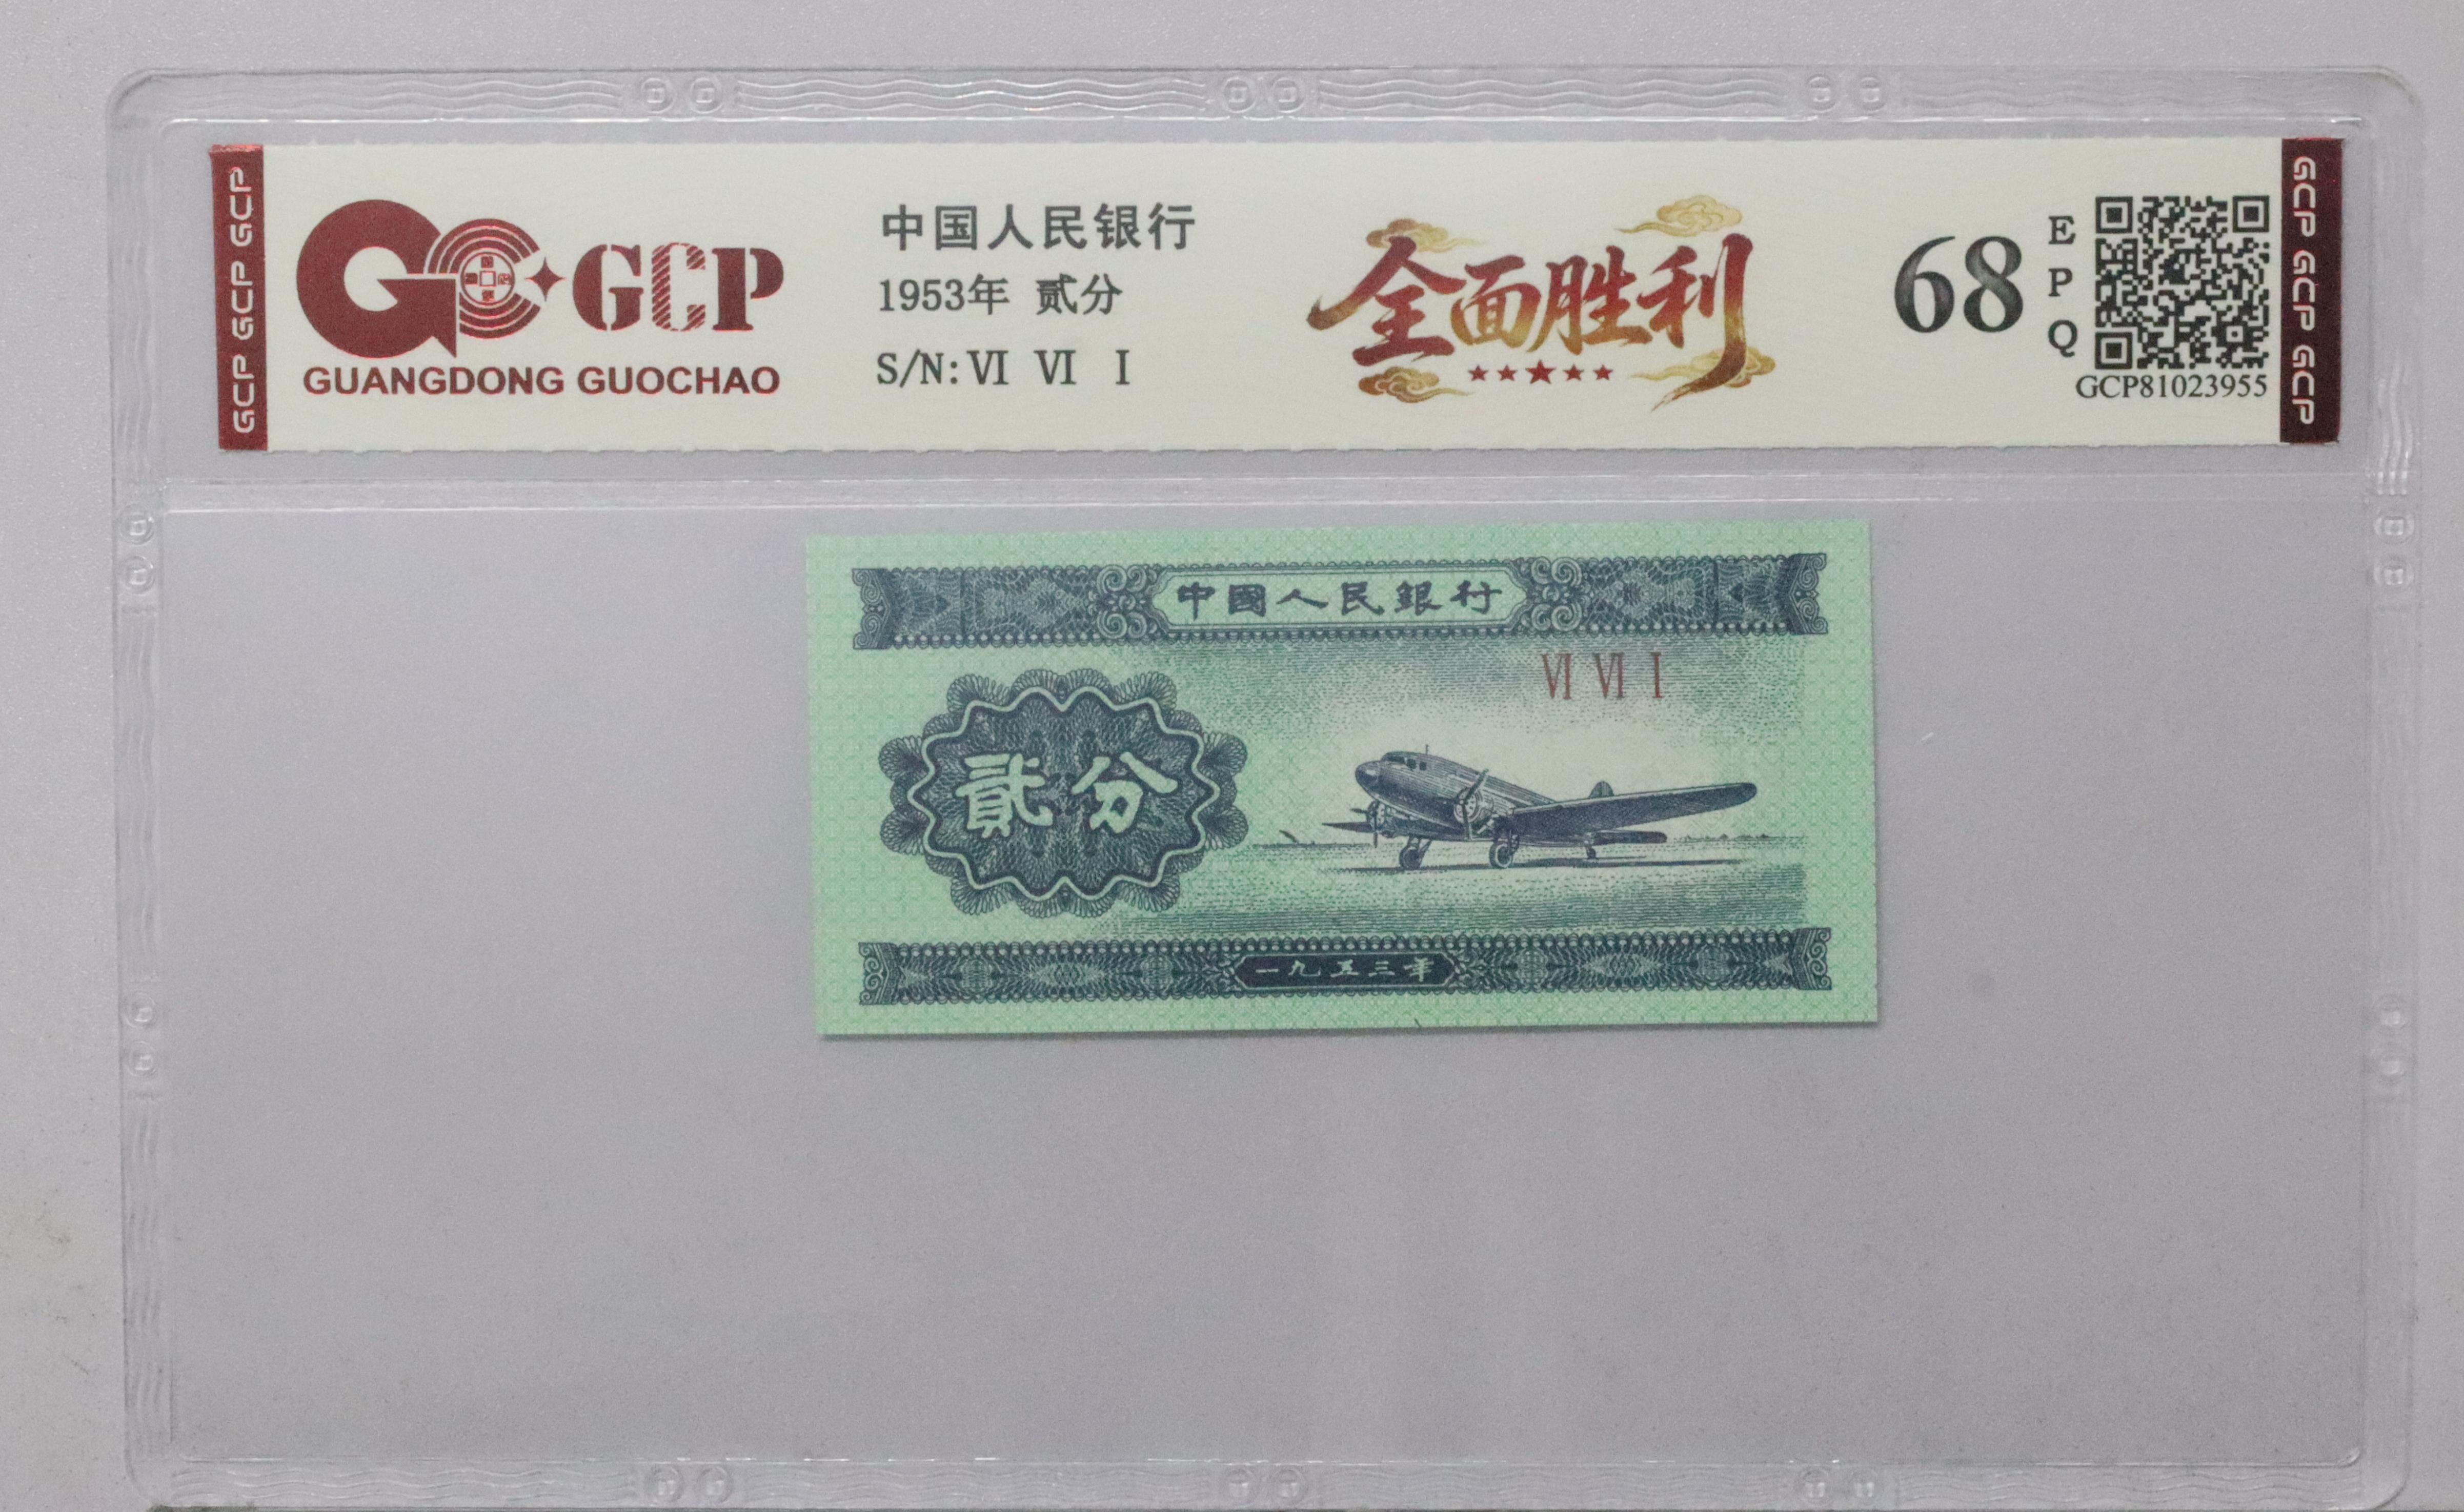 GCP GCP GCP
GCP
GUANGDONG GUOCHAO
中国人民银行
1953年 贰分
S/N: VI VI I
全面胜利
68
E
P
Q
GCP81023955
GCP GCP GCP
中國人民銀行
VI VI I
貳分
一九五三年